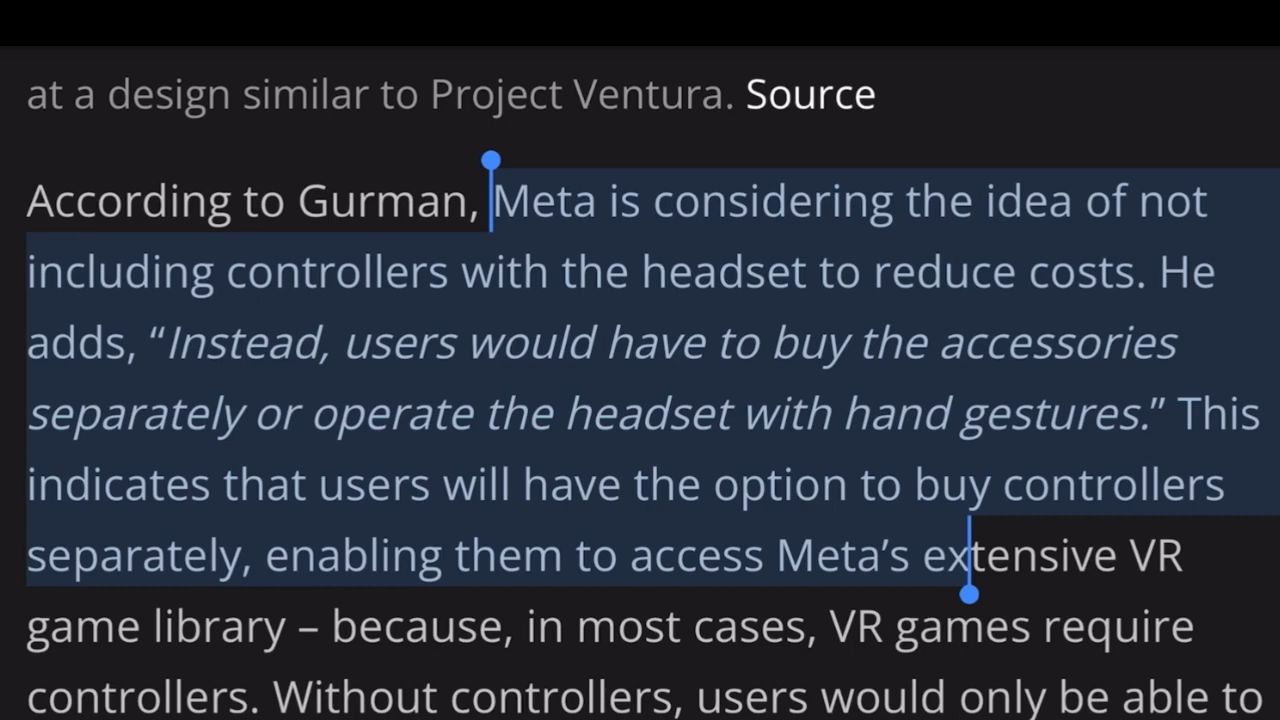 at a design similar to Project Ventura. Source
According to Gurman, Meta is considering the idea of not
including controllers with the headset to reduce costs. He
adds, “Instead, users would have to buy the accessories
separately or operate the headset with hand gestures.” This
indicates that users will have the option to buy controllers
separately, enabling them to access Meta’s extensive VR
game library – because, in most cases, VR games require
controllers. Without controllers, users would only be able to